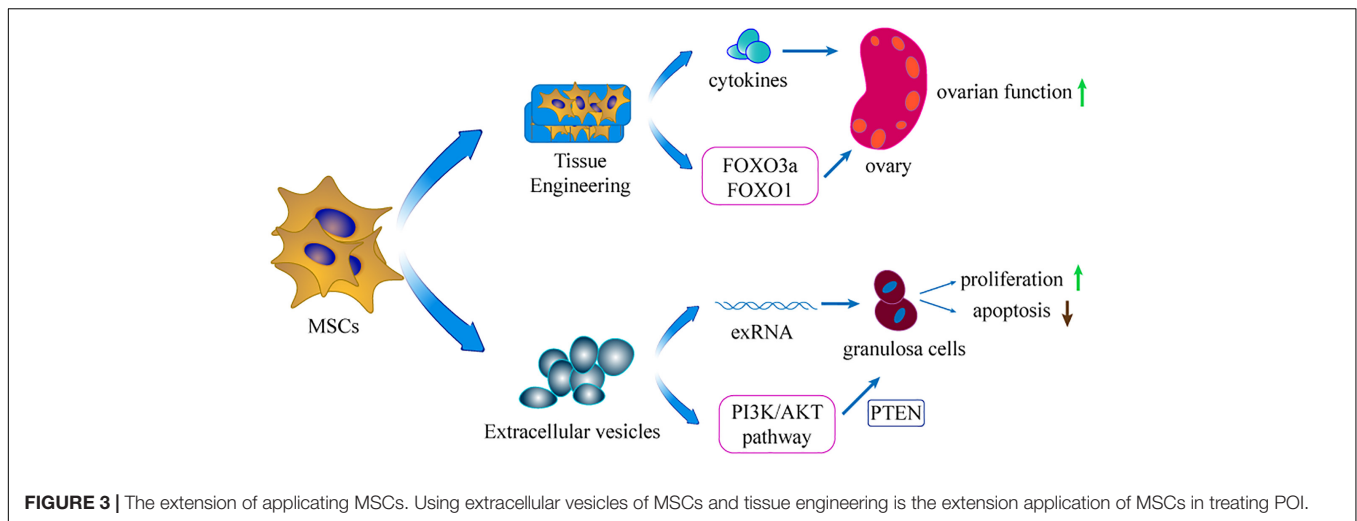 cytokines
ovarian function
Tissue
Engineering
FOXO3a
FOXO1
ovary
MSCs
proliferation
apoptosis
exRNA
granulosa cells
Extracellular vesicles
PI3K/AKT
pathway
PTEN
FIGURE 3 | The extension of applicating MSCs. Using extracellular vesicles of MSCs and tissue engineering is the extension application of MSCs in treating POI.